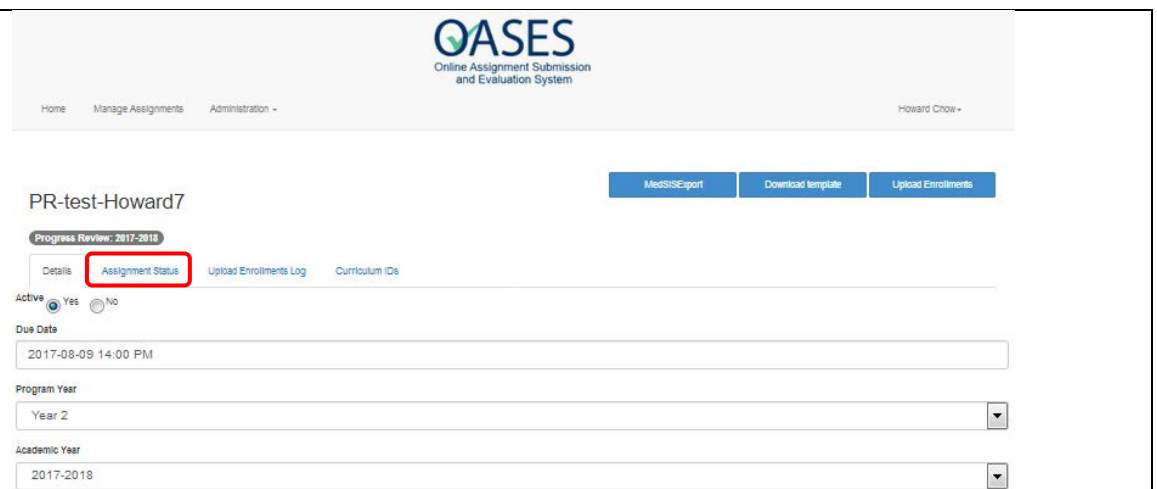 OASES
Online Assignment Submission
and Evaluation System
Home Manage Assignments Administration Howard Chow
MedSISExport Download template Upload Enrollments
PR-test-Howard7
Progress Review: 2017-2018
Details Assignment Status Upload Enrollments Log Curriculum IDs
Active Yes No
Due Date
2017-08-09 14:00 PM
Program Year
Year 2
Academic Year
2017-2018